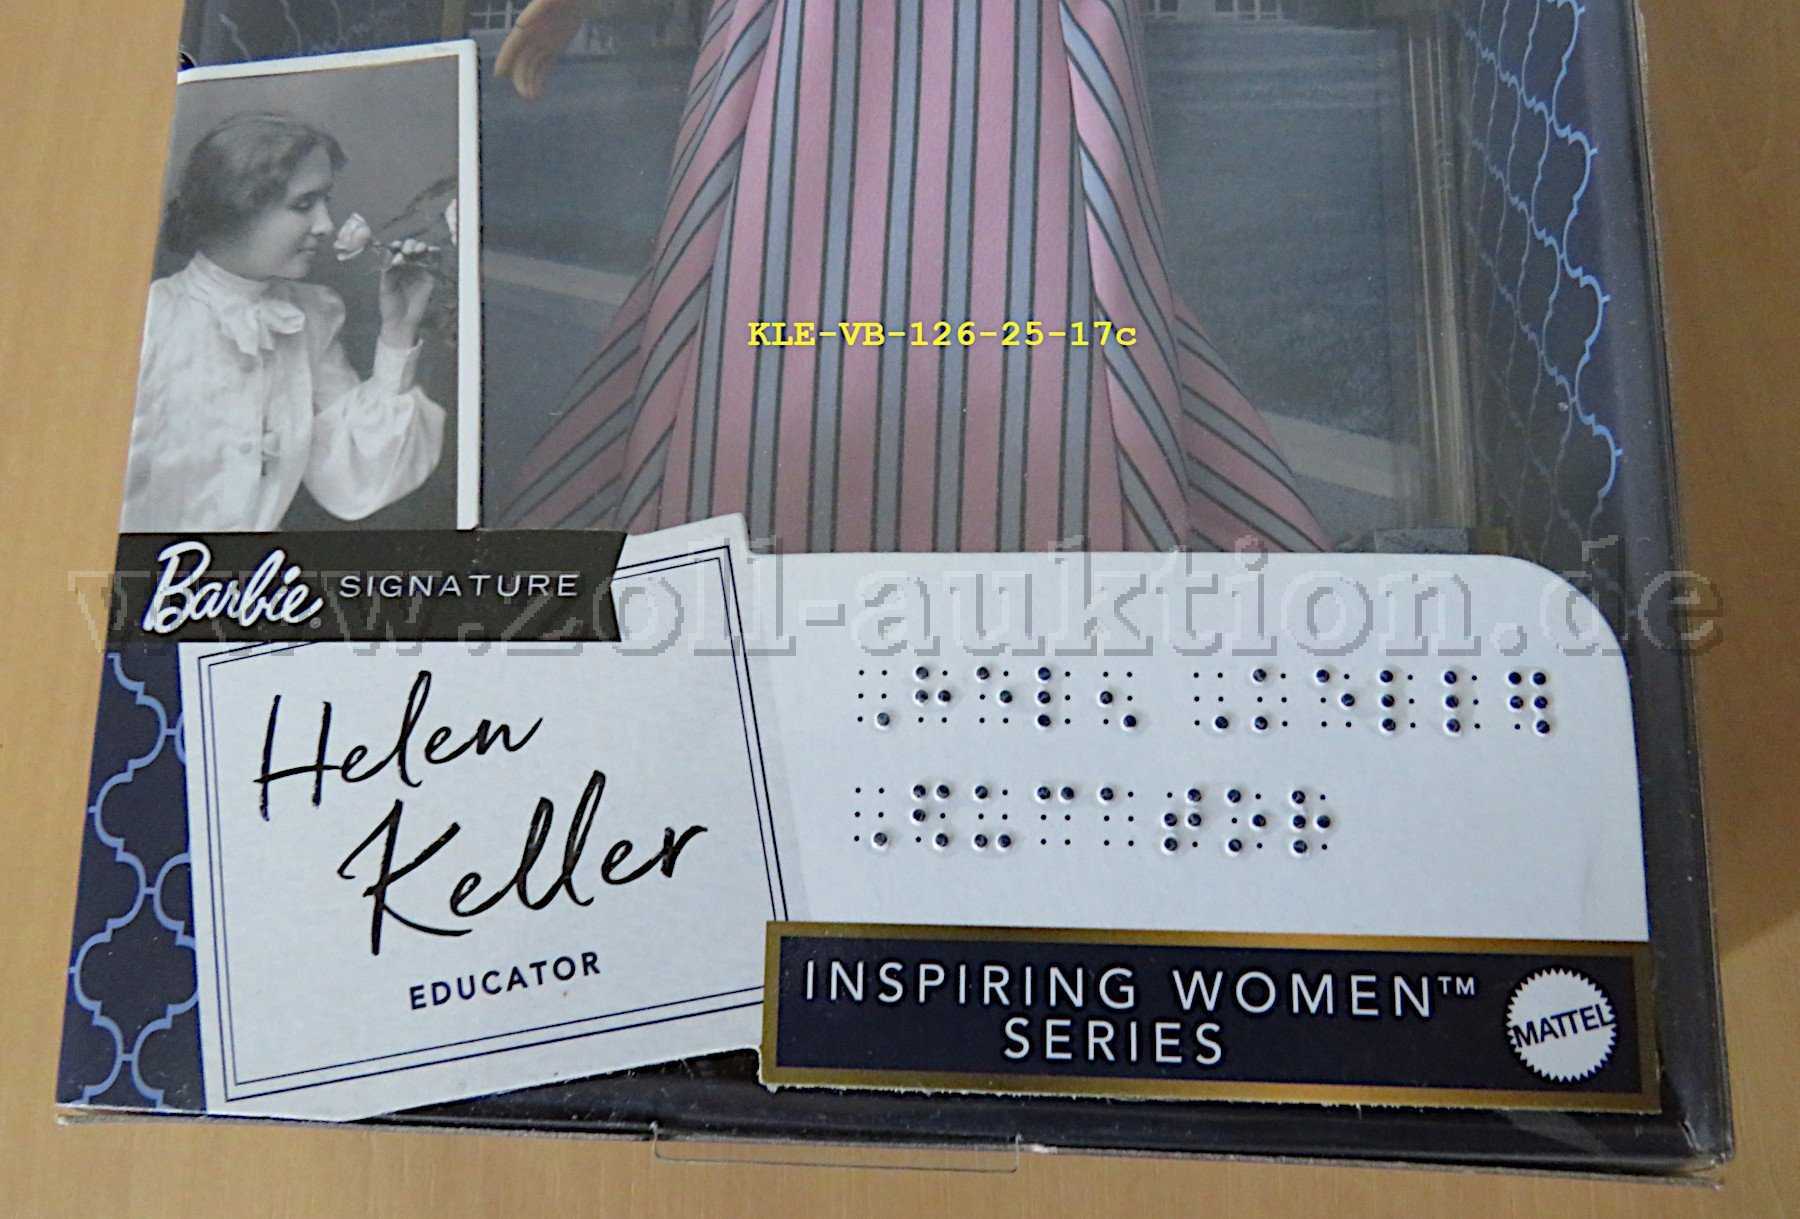 KLE-VB-126-25-17c
www.zoll-auktion.de
Barbie SIGNATURE
Helen
Keller
EDUCATOR
⠠⠓⠑⠇⠢ ⠠⠅⠑⠇⠇⠻
⠠⠫⠥⠉⠁⠞⠕⠗
INSPIRING WOMEN™
SERIES
MATTEL